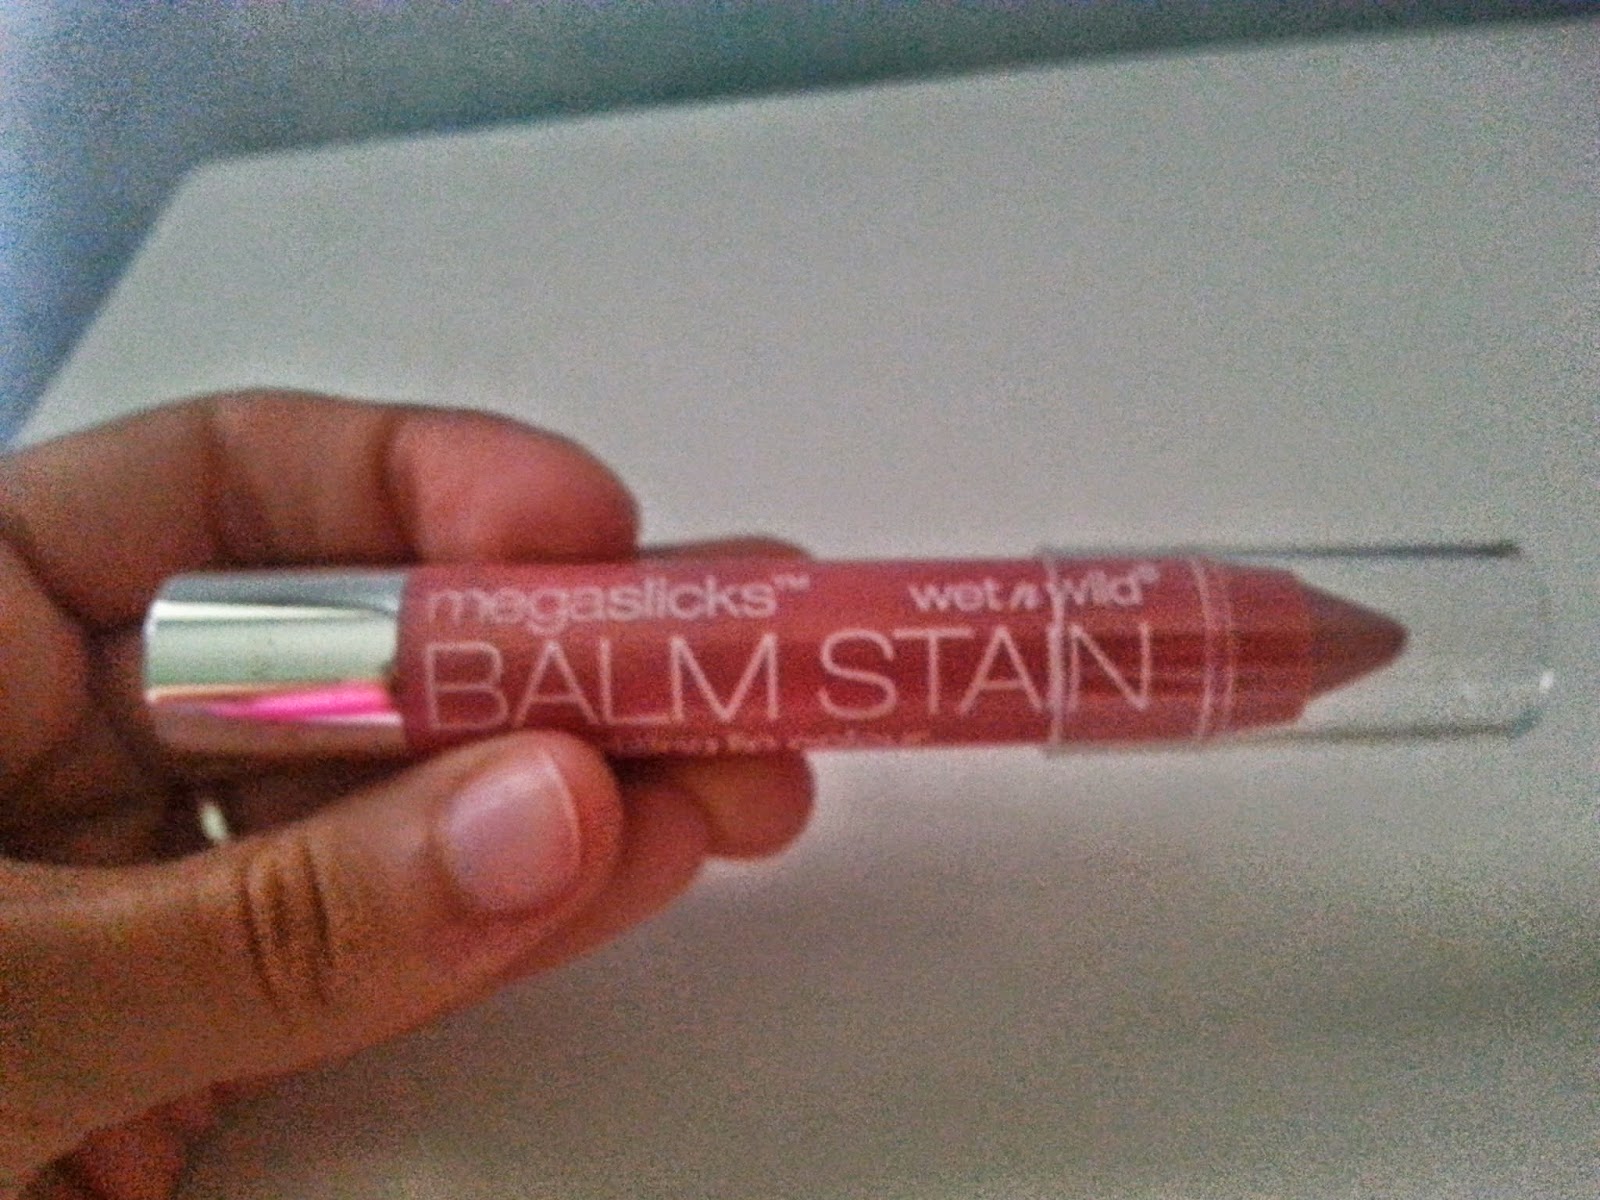 megaslicks™ wet n wild®
BALM STAIN